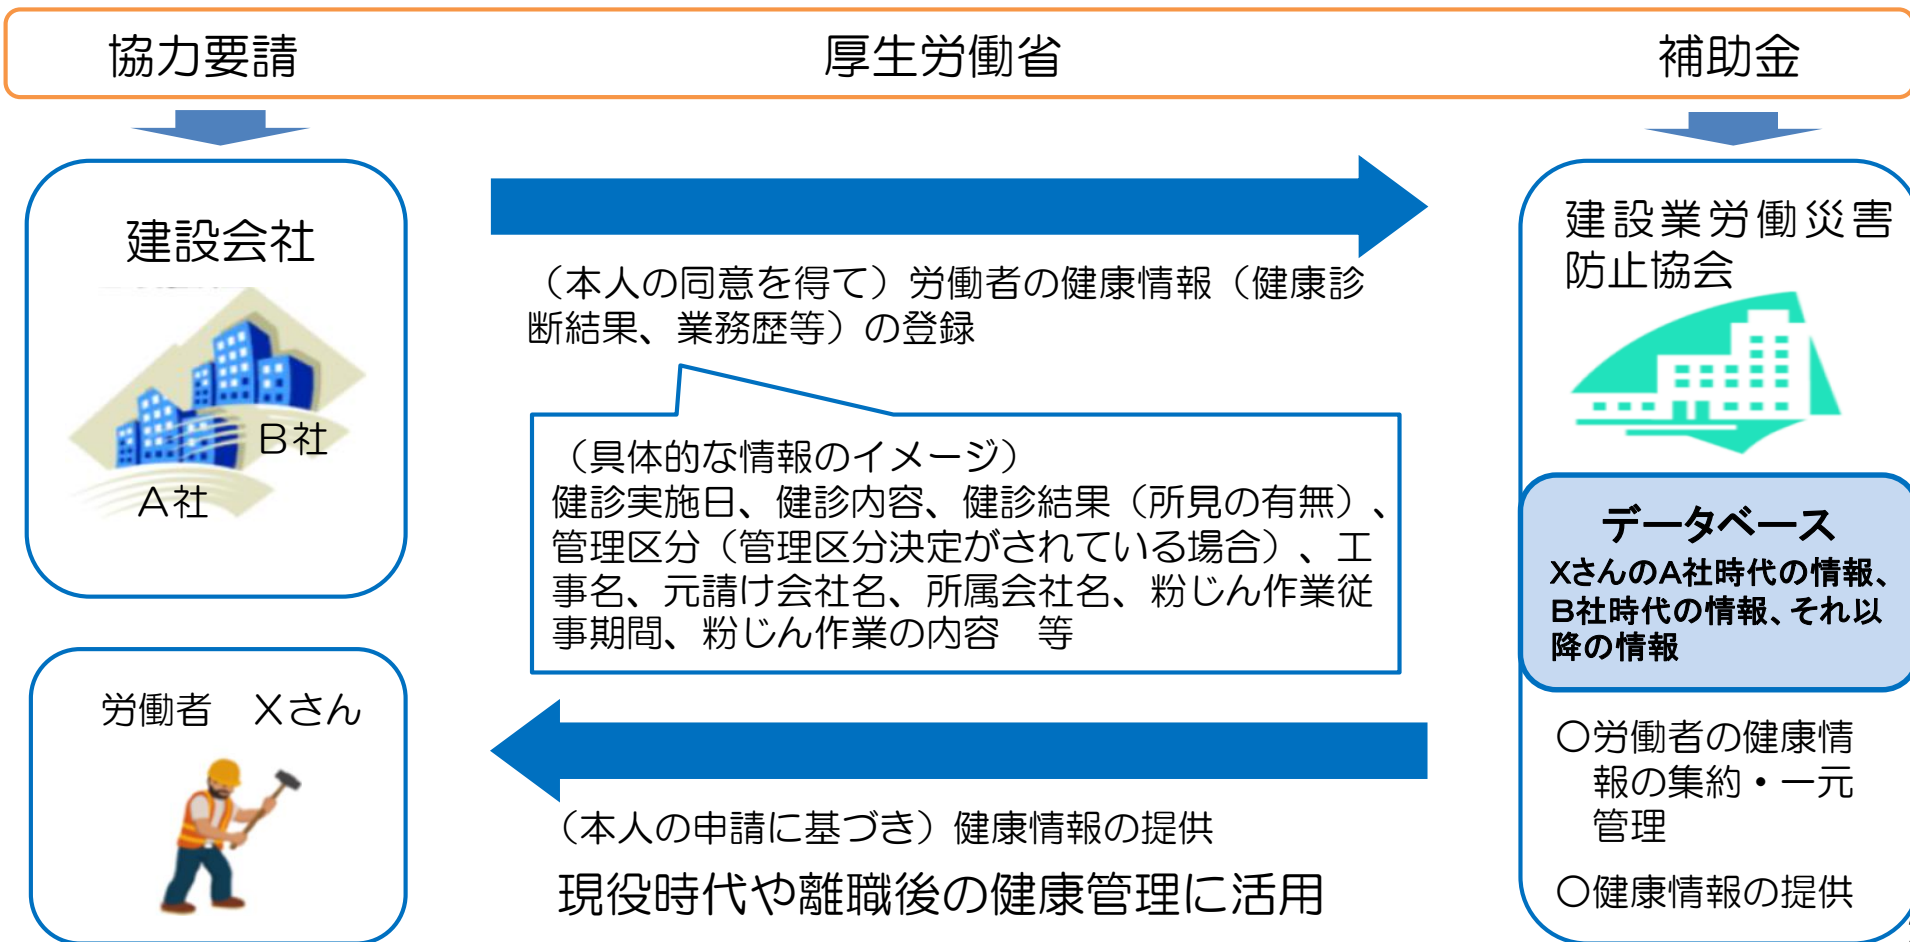 協力要請
厚生労働省
補助金
建設会社
B社
A社
(本人の同意を得て)労働者の健康情報(健康診
断結果、業務歴等)の登録
(具体的な情報のイメージ)
健診実施日、健診内容、健診結果(所見の有無)、
管理区分(管理区分決定がされている場合)、工
事名、元請け会社名、所属会社名、粉じん作業従
事期間、粉じん作業の内容 等
建設業労働災害
防止協会
データベース
XさんのA社時代の情報、
B社時代の情報、それ以
降の情報
○労働者の健康情
報の集約・一元
管理
○健康情報の提供
労働者 Xさん
(本人の申請に基づき)健康情報の提供
現役時代や離職後の健康管理に活用